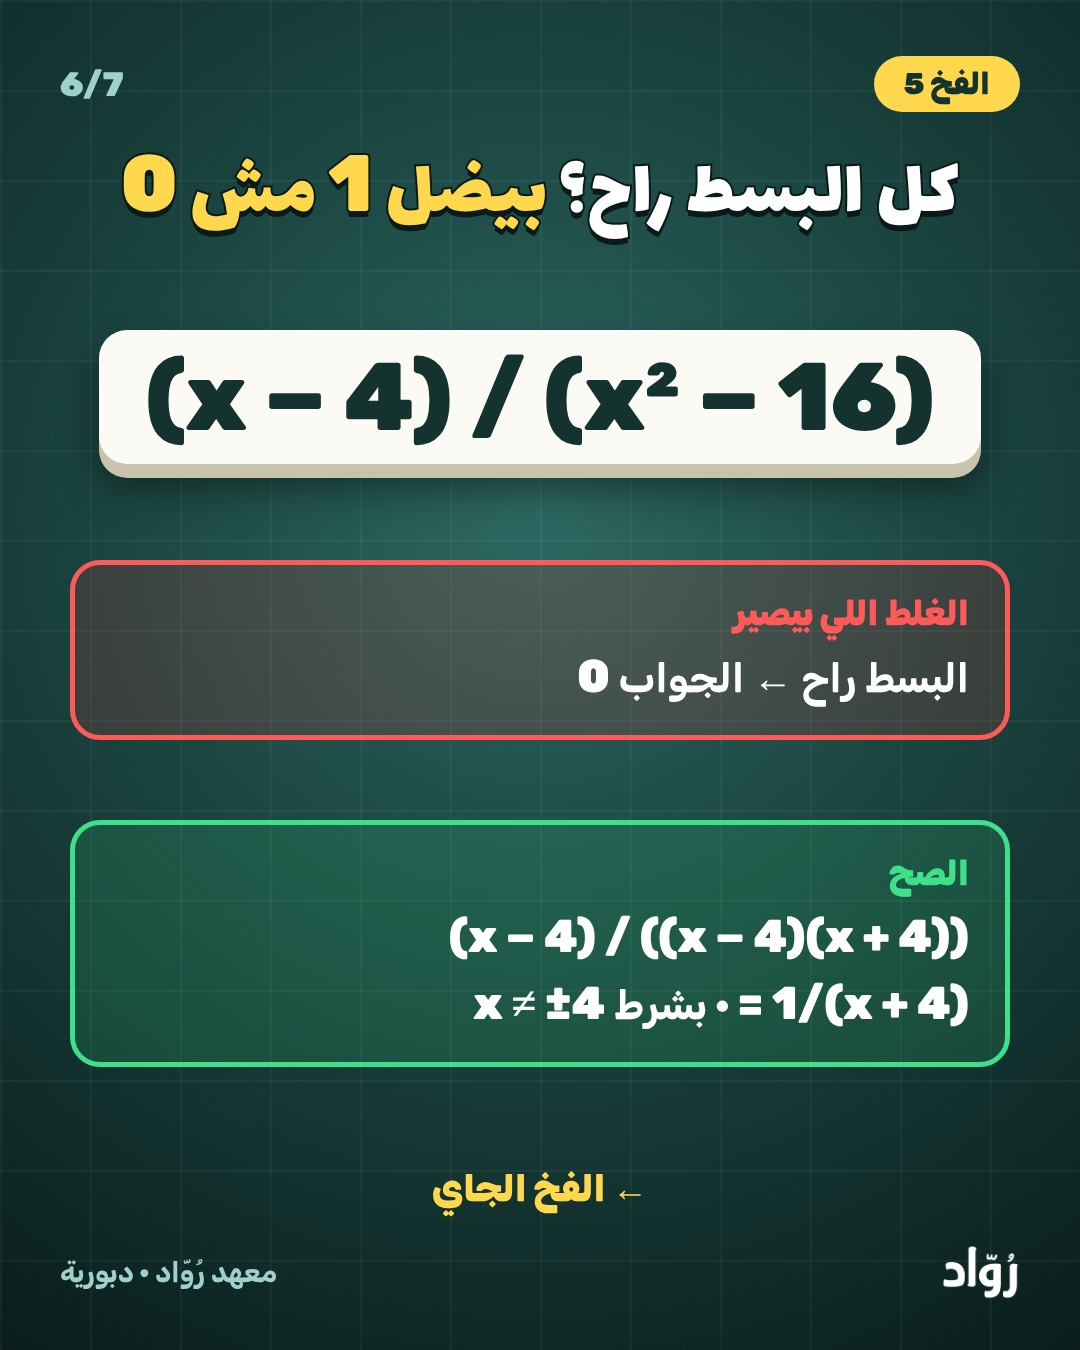 الفخ 5
6/7
كل البسط راح؟ بيضل 1 مش 0
(x − 4) / (x² − 16)
الغلط اللي بيصير
البسط راح ← الجواب 0
الصح
(x − 4) / ((x − 4)(x + 4))
= 1/(x + 4) • بشرط x ≠ ±4
← الفخ الجاي
رُوّاد
معهد رُوّاد • دبورية